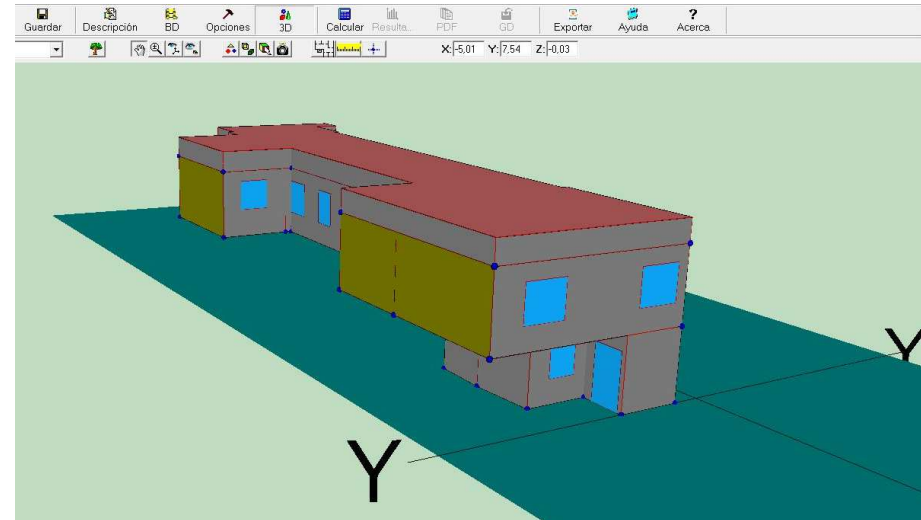 Guardar Descripción BD Opciones 3D Calcular Resulta.. PDF GD Exportar Ayuda Acerca
X: -5,01 Y: 7,54 Z: -0,03
Y
Y